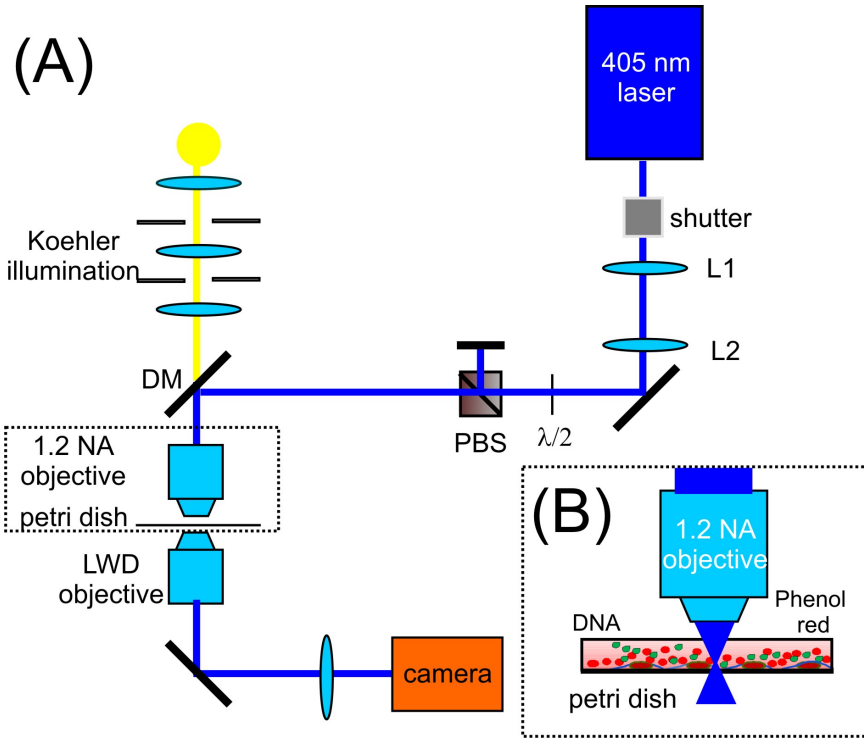 (A)
405 nm
laser
shutter
Koehler
illumination
L1
L2
DM
PBS
λ/2
1.2 NA
objective
petri dish
LWD
objective
camera
(B)
1.2 NA
objective
DNA
Phenol
red
petri dish